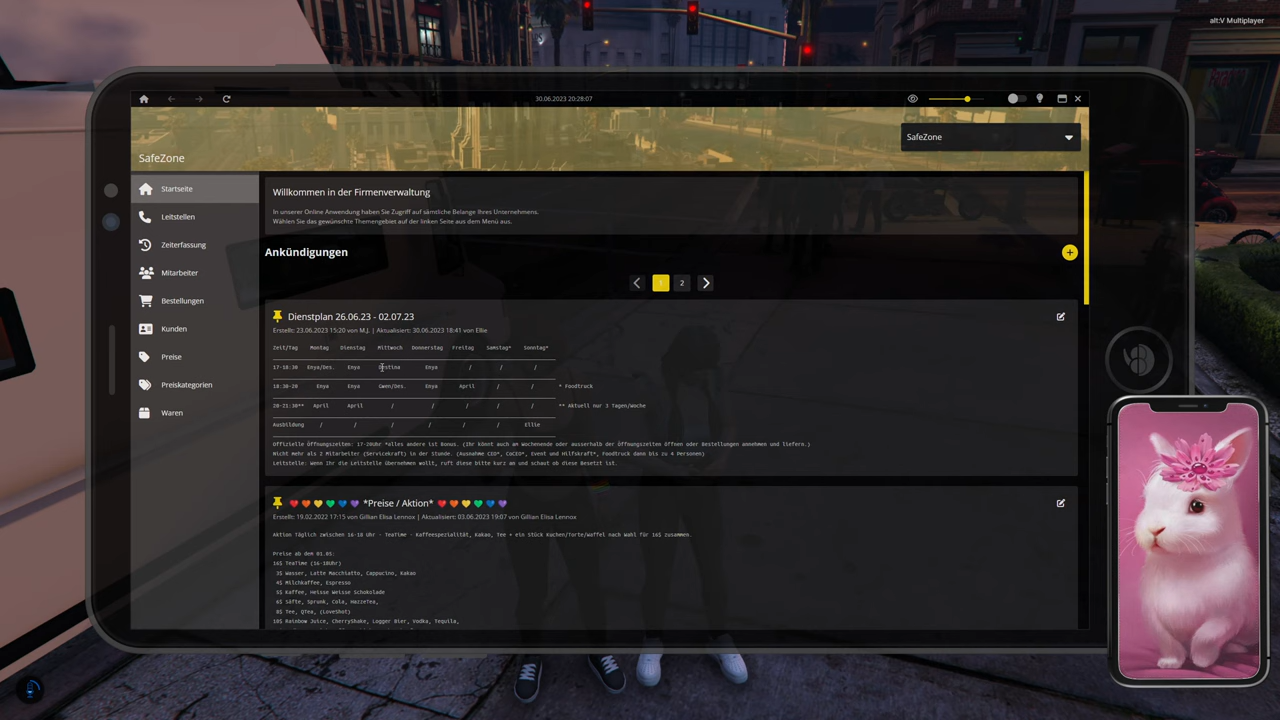 alt:V Multiplayer
30.06.2023 20:28:07
SafeZone
SafeZone
Startseite
Leitstellen
Zeiterfassung
Mitarbeiter
Bestellungen
Kunden
Preise
Preiskategorien
Waren
Willkommen in der Firmenverwaltung
In unserer Online Anwendung haben Sie Zugriff auf sämtliche Belange Ihres Unternehmens.
Wählen Sie das gewünschte Themengebiet auf der linken Seite aus dem Menü aus.
Ankündigungen
1 2
Dienstplan 26.06.23 - 02.07.23
Erstellt: 23.06.2023 15:20 von M.J. | Aktualisiert: 30.06.2023 18:41 von Ellie
Zeit/Tag Montag Dienstag Mittwoch Donnerstag Freitag Samstag* Sonntag*
17-18:30 Enya/Des. Enya Destina Enya / / /
18:30-20 Enya Enya Gwen/Des. Enya April / / * Foodtruck
20-21:30** April April / / / / / ** Aktuell nur 3 Tagen/Woche
Ausbildung / / / / / / Ellie
Offizielle Öffnungszeiten: 17-20Uhr *alles andere ist Bonus. (Ihr könnt auch am Wochenende oder ausserhalb der Öffnungszeiten öffnen oder Bestellungen annehmen und liefern.)
Nicht mehr als 2 Mitarbeiter (Servicekraft) in der Stunde. (Ausnahme CEO*, CoCEO*, Event und Hilfskraft*, Foodtruck dann bis zu 4 Personen)
Leitstelle: Wenn Ihr die Leitstelle übernehmen wollt, ruft diese bitte kurz an und schaut ob diese Besetzt ist.
❤️🧡💛💚💙💜 *Preise / Aktion* ❤️🧡💛💚💙💜
Erstellt: 19.02.2022 17:15 von Gillian Elisa Lennox | Aktualisiert: 03.06.2023 19:07 von Gillian Elisa Lennox
Aktion Täglich zwischen 16-18 Uhr - TeaTime - Kaffeespezialität, Kakao, Tee + ein Stück Kuchen/Torte/Waffel nach Wahl für 16$ zusammen.
Preise ab dem 01.03:
16$ TeaTime (16-18Uhr)
3$ Wasser, Latte Macchiatto, Cappucino, Kakao
4$ Milchkaffee, Espresso
5$ Kaffee, Heisse Weisse Schokolade
6$ Säfte, Sprunk, Cola, HazzeTea,
8$ Tee, QTea, (LoveShot)
10$ Rainbow Juice, CherryShake, Logger Bier, Vodka, Tequila,